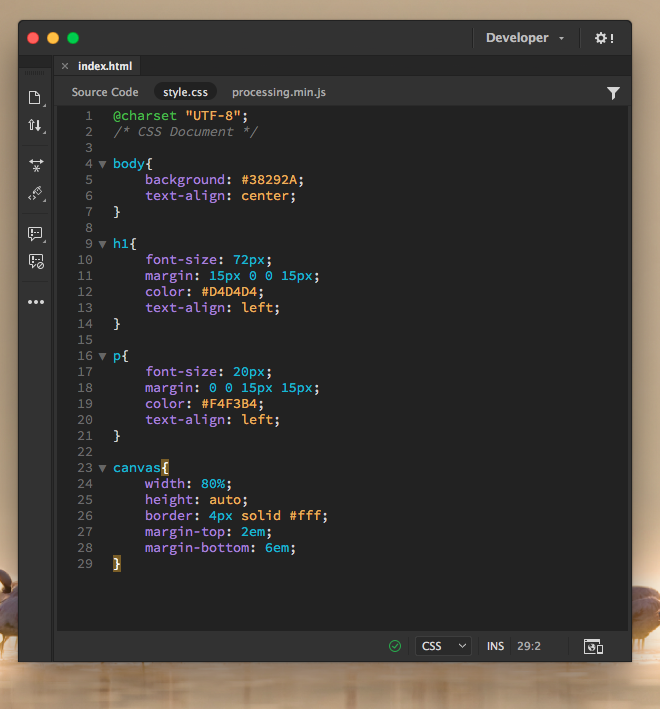 Developer
!
index.html
Source Code style.css processing.min.js
1 @charset "UTF-8";
2 /* CSS Document */
3
4 body{
5 background: #38292A;
6 text-align: center;
7 }
8
9 h1{
10 font-size: 72px;
11 margin: 15px 0 0 15px;
12 color: #D4D4D4;
13 text-align: left;
14 }
15
16 p{
17 font-size: 20px;
18 margin: 0 0 15px 15px;
19 color: #F4F3B4;
20 text-align: left;
21 }
22
23 canvas{
24 width: 80%;
25 height: auto;
26 border: 4px solid #fff;
27 margin-top: 2em;
28 margin-bottom: 6em;
29 }
CSS INS 29:2